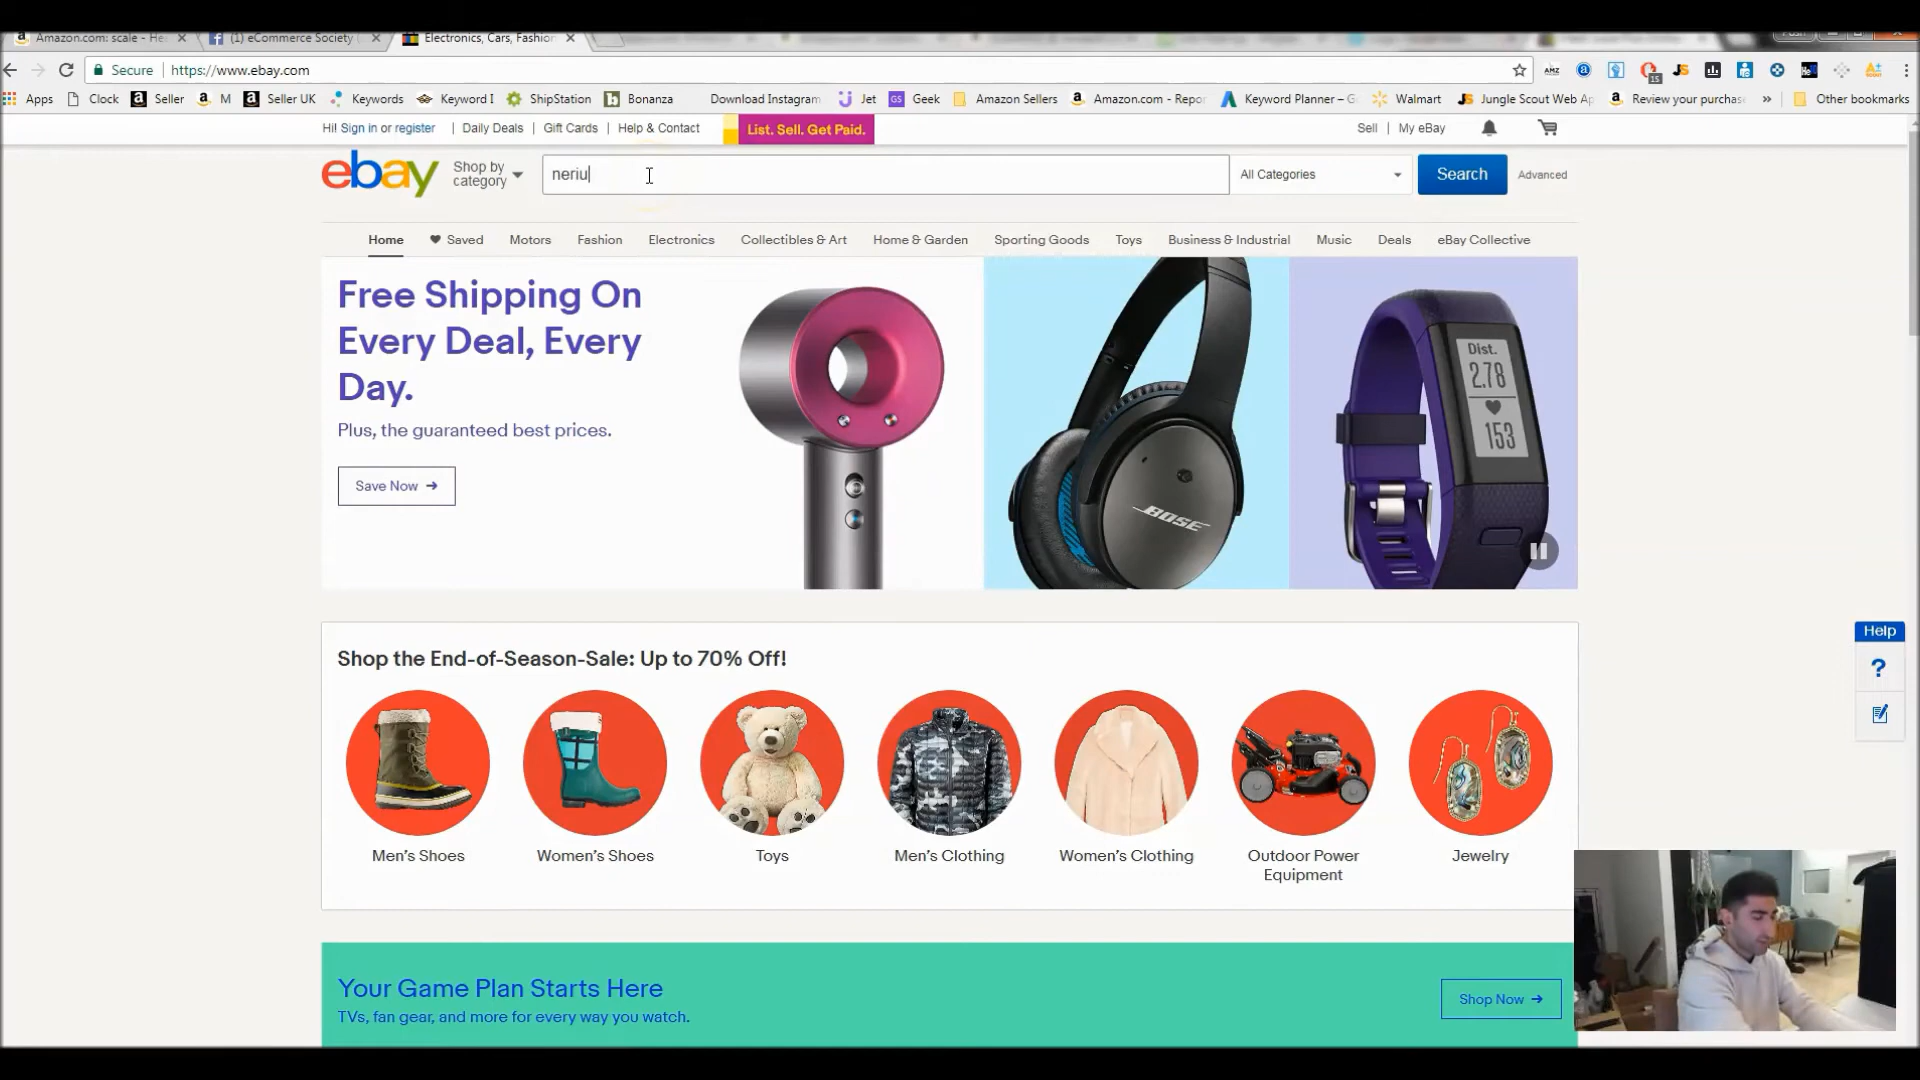 Amazon.com: scale - He
(1) eCommerce Society
Electronics, Cars, Fashion
Secure https://www.ebay.com
Apps Clock Seller M Seller UK Keywords Keyword I ShipStation Bonanza Download Instagram Jet Geek Amazon Sellers Amazon.com - Repor Keyword Planner – G Walmart Jungle Scout Web Ap Review your purchas » Other bookmarks
Hi! Sign in or register Daily Deals Gift Cards Help & Contact List. Sell. Get Paid. Sell My eBay
ebay
Shop by
category
neriu
All Categories
Search
Advanced
Home Saved Motors Fashion Electronics Collectibles & Art Home & Garden Sporting Goods Toys Business & Industrial Music Deals eBay Collective
Free Shipping On
Every Deal, Every
Day.
Plus, the guaranteed best prices.
Save Now
BOSE
Dist.
2.78
153
Help
?
Shop the End-of-Season-Sale: Up to 70% Off!
Men's Shoes
Women's Shoes
Toys
Men's Clothing
Women's Clothing
Outdoor Power
Equipment
Jewelry
Your Game Plan Starts Here
TVs, fan gear, and more for every way you watch.
Shop Now